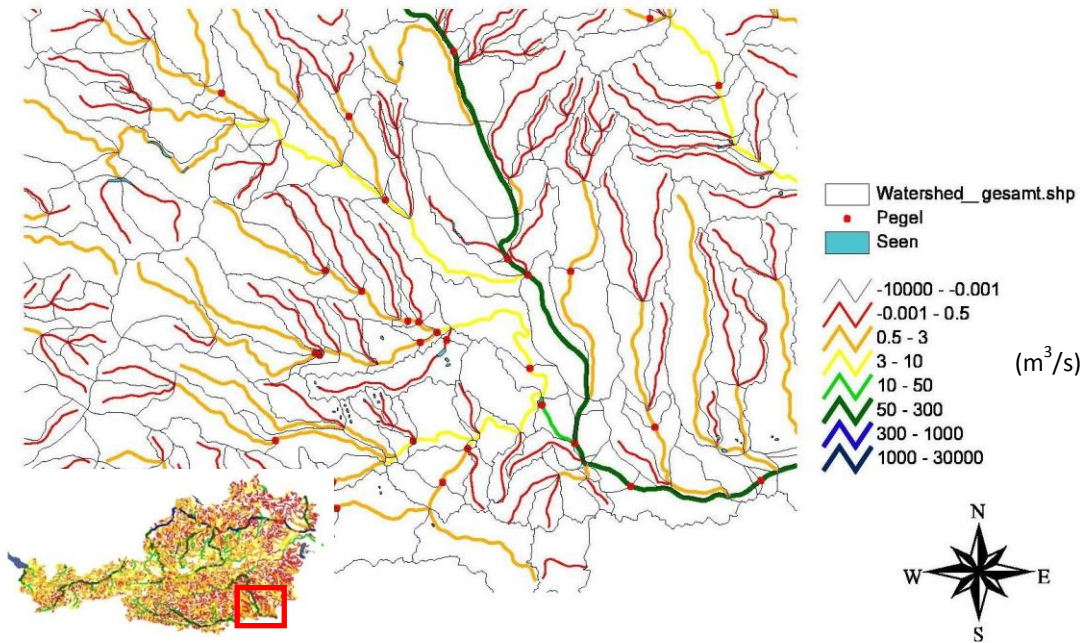 Watershed__gesamt.shp
Pegel
Seen
-10000 - -0.001
-0.001 - 0.5
0.5 - 3
3 - 10
10 - 50
50 - 300
300 - 1000
1000 - 30000
(m³/s)
N
W E
S